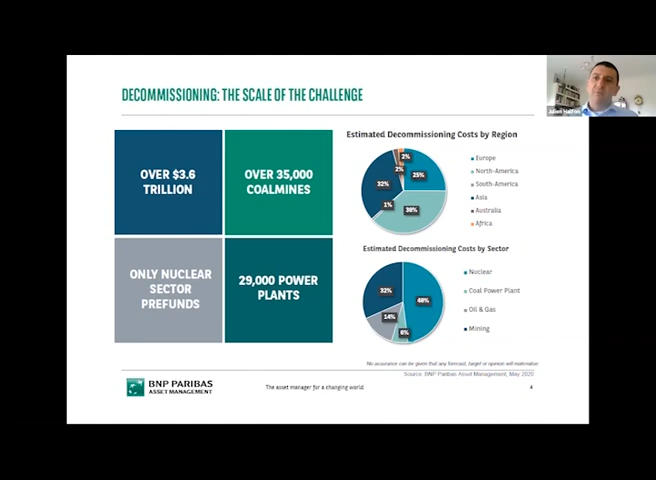 DECOMMISSIONING: THE SCALE OF THE CHALLENGE
OVER $3.6
TRILLION
OVER 35,000
COALMINES
ONLY NUCLEAR
SECTOR
PREFUNDS
29,000 POWER
PLANTS
Estimated Decommissioning Costs by Region
2%
2%
25%
32%
1%
38%
Europe
North-America
South-America
Asia
Australia
Africa
Estimated Decommissioning Costs by Sector
32%
48%
14%
6%
Nuclear
Coal Power Plant
Oil & Gas
Mining
No assurance can be given that any forecast, target or opinion will materialise
Source: BNP Paribas Asset Management, May 2020
BNP PARIBAS
ASSET MANAGEMENT
The asset manager for a changing world
4
Julien Halfon